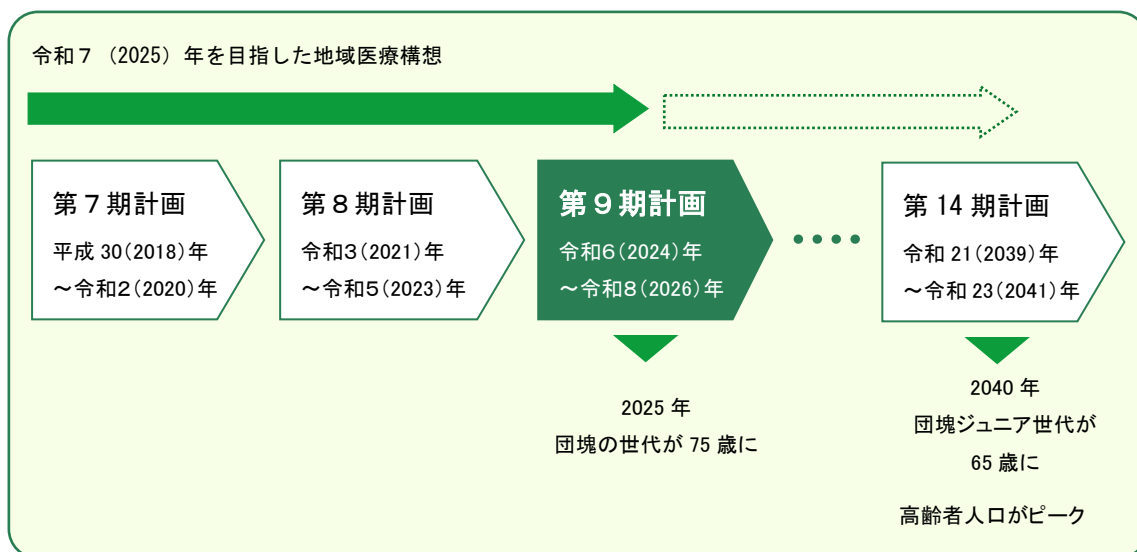 令和７（2025）年を目指した地域医療構想
第７期計画
平成 30(2018)年
～令和２(2020)年
第８期計画
令和３(2021)年
～令和５(2023)年
第９期計画
令和６(2024)年
～令和８(2026)年
第 14 期計画
令和 21(2039)年
～令和 23(2041)年
2025 年
団塊の世代が 75 歳に
2040 年
団塊ジュニア世代が
65 歳に
高齢者人口がピーク